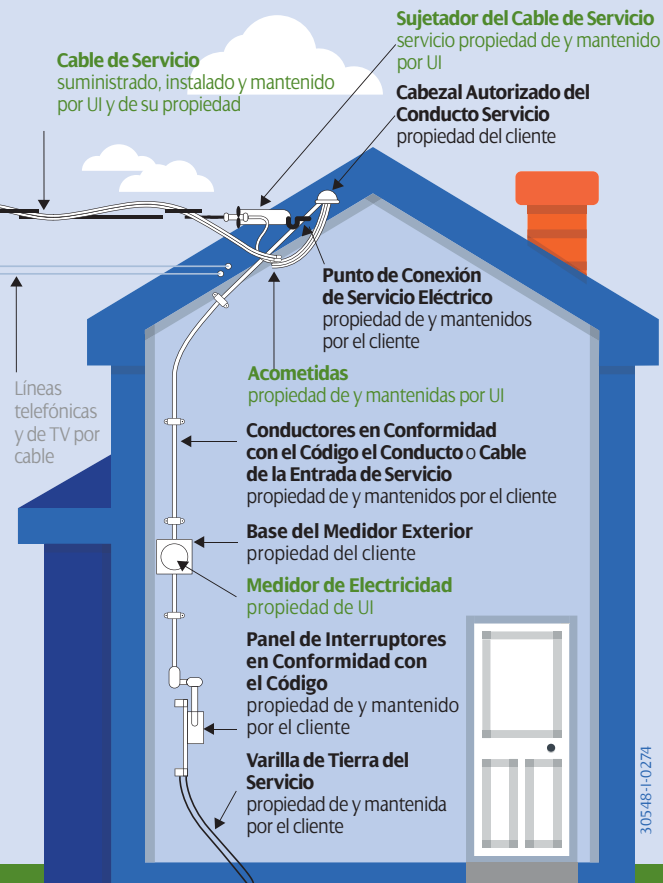 Sujetador del Cable de Servicio
servicio propiedad de y mantenido
por UI
Cable de Servicio
suministrado, instalado y mantenido
por UI y de su propiedad
Cabezal Autorizado del
Conducto Servicio
propiedad del cliente
Punto de Conexión
de Servicio Eléctrico
propiedad de y mantenidos
por el cliente
Líneas
telefónicas
y de TV por
cable
Acometidas
propiedad de y mantenidas por UI
Conductores en Conformidad
con el Código el Conducto o Cable
de la Entrada de Servicio
propiedad de y mantenidos por el cliente
Base del Medidor Exterior
propiedad del cliente
Medidor de Electricidad
propiedad de UI
Panel de Interruptores
en Conformidad con
el Código
propiedad de y mantenido
por el cliente
Varilla de Tierra del
Servicio
propiedad de y mantenida
por el cliente
30548-I-0274